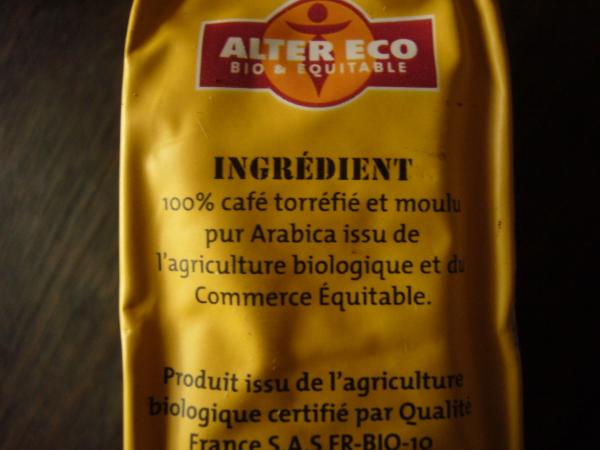 ALTER ECO
BIO & EQUITABLE
INGRÉDIENT
100% café torréfié et moulu
pur Arabica issu de
l'agriculture biologique et du
Commerce Équitable.
Produit issu de l'agriculture
biologique certifié par Qualité
France S.A.S FR-BIO-10